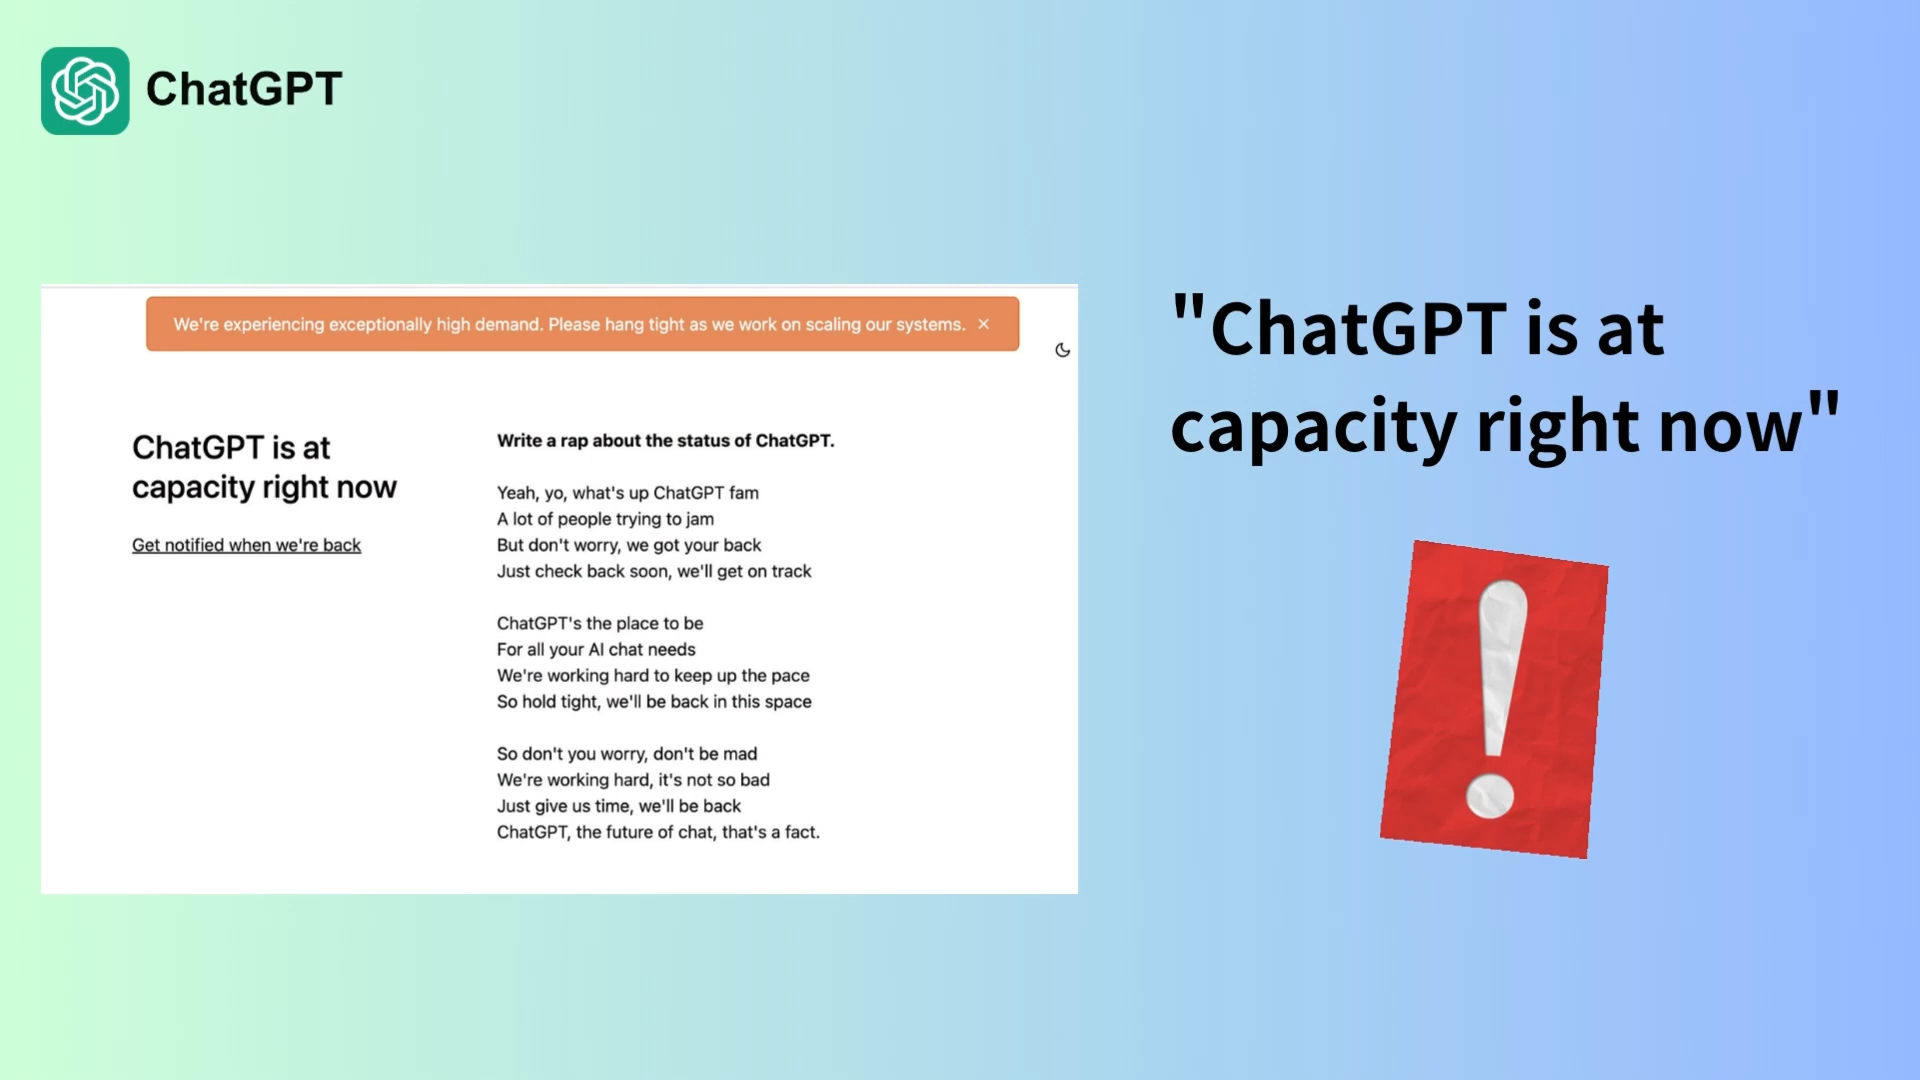 ChatGPT
We're experiencing exceptionally high demand. Please hang tight as we work on scaling our systems. ×
ChatGPT is at
capacity right now
Get notified when we're back
Write a rap about the status of ChatGPT.
Yeah, yo, what's up ChatGPT fam
A lot of people trying to jam
But don't worry, we got your back
Just check back soon, we'll get on track
ChatGPT's the place to be
For all your AI chat needs
We're working hard to keep up the pace
So hold tight, we'll be back in this space
So don't you worry, don't be mad
We're working hard, it's not so bad
Just give us time, we'll be back
ChatGPT, the future of chat, that's a fact.
"ChatGPT is at
capacity right now"
!